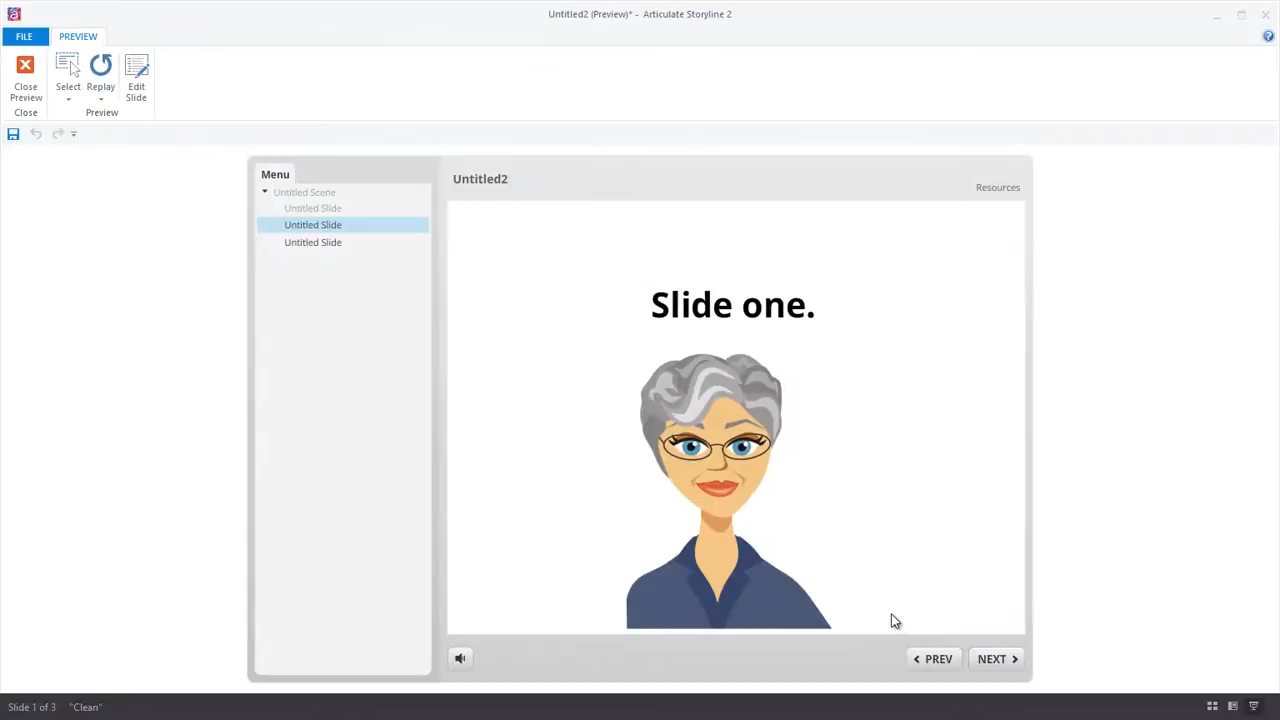 Untitled2 (Preview)* - Articulate Storyline 2
FILE
PREVIEW
Close Preview
Select
Replay
Edit Slide
Close
Preview
Menu
Untitled Scene
Untitled Slide
Untitled Slide
Untitled Slide
Untitled2
Resources
Slide one.
PREV
NEXT
Slide 1 of 3
"Clean"